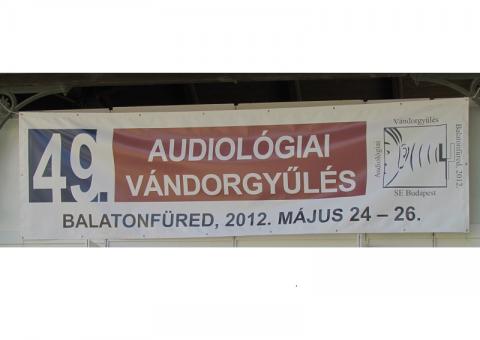 49.
AUDIOLÓGIAI
VÁNDORGYŰLÉS
BALATONFÜRED, 2012. MÁJUS 24 – 26.
Vándorgyűlés
Audiológiai
Balatonfüred, 2012.
SE Budapest